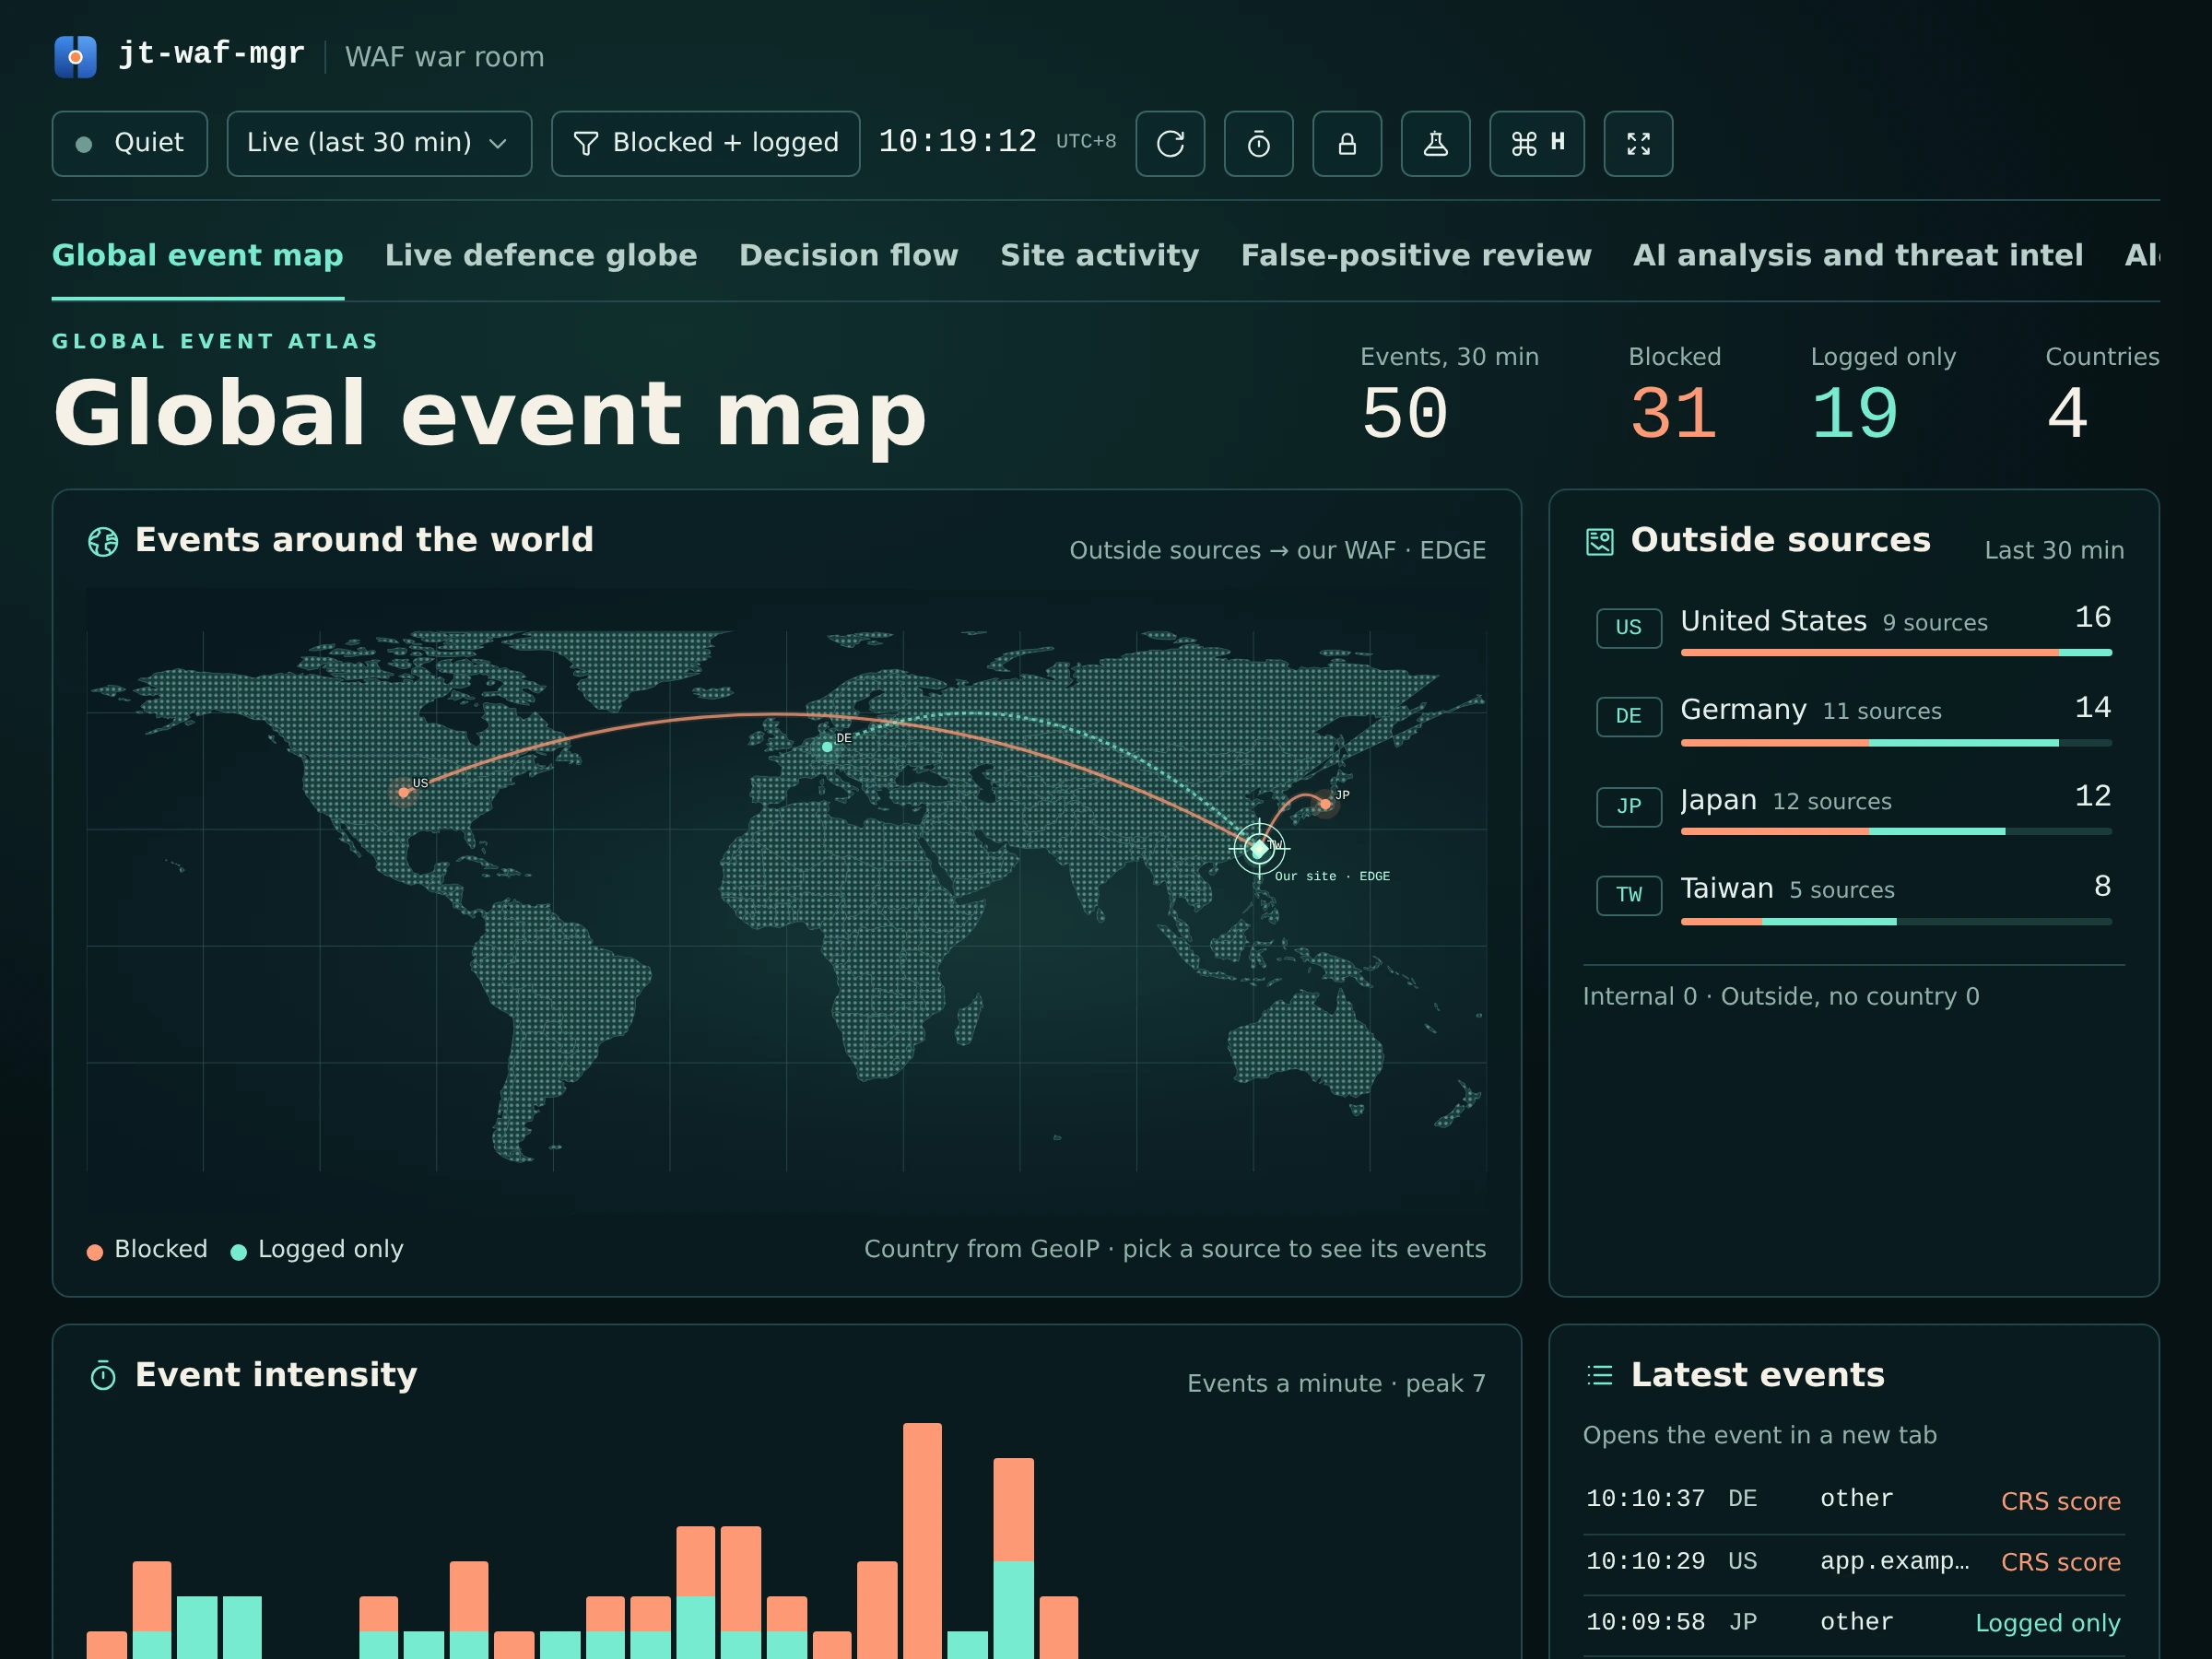 jt-waf-mgr
WAF war room
Quiet
Live (last 30 min)
Blocked + logged
10:19:12 UTC+8
⌘ H
Global event map
Live defence globe
Decision flow
Site activity
False-positive review
AI analysis and threat intel
GLOBAL EVENT ATLAS
Global event map
Events, 30 min
50
Blocked
31
Logged only
19
Countries
4
Events around the world
Outside sources → our WAF · EDGE
US
DE
JP
TW
Our site · EDGE
Blocked
Logged only
Country from GeoIP · pick a source to see its events
Outside sources
Last 30 min
US United States 9 sources 16
DE Germany 11 sources 14
JP Japan 12 sources 12
TW Taiwan 5 sources 8
Internal 0 · Outside, no country 0
Event intensity
Events a minute · peak 7
Latest events
Opens the event in a new tab
10:10:37 DE other CRS score
10:10:29 US app.examp… CRS score
10:09:58 JP other Logged only